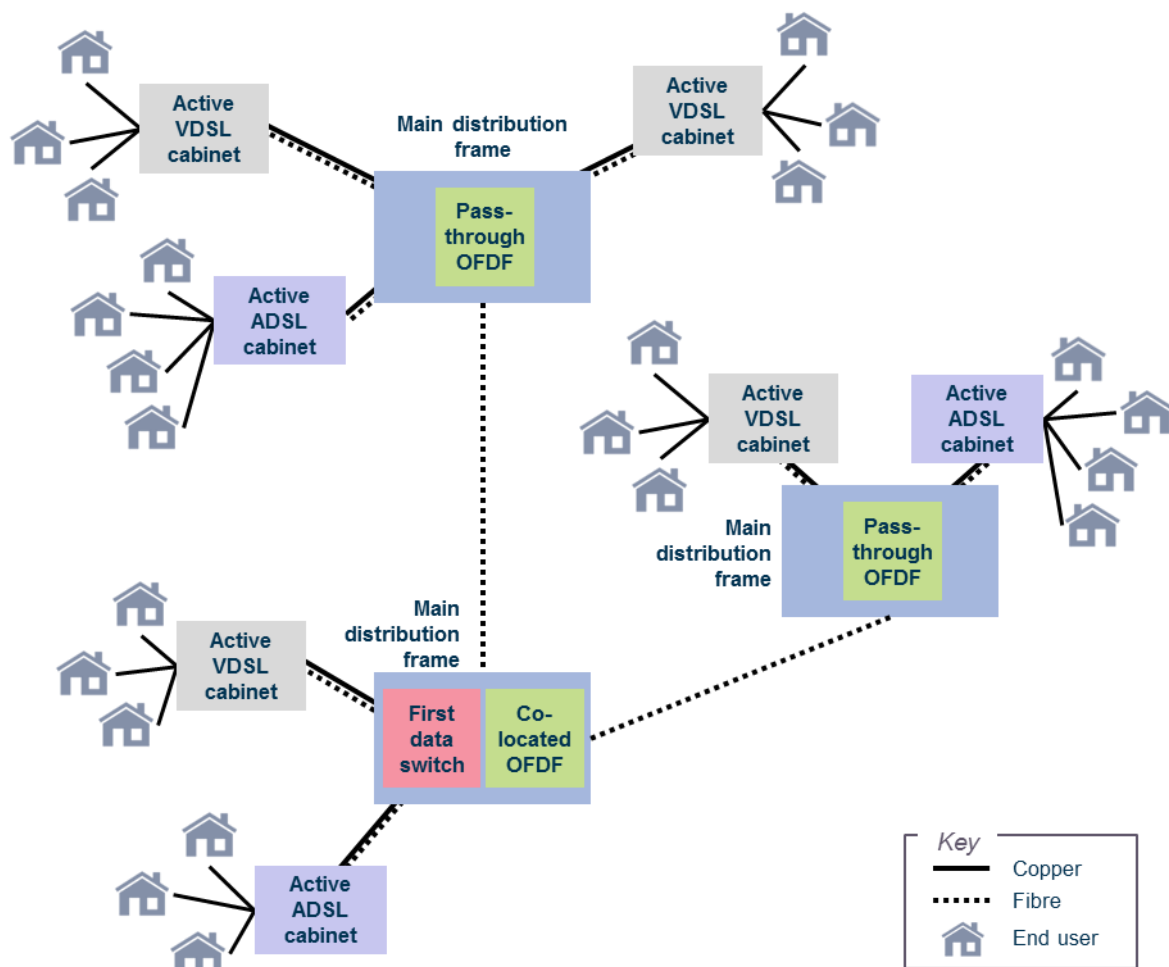 Active
VDSL
cabinet
Main distribution
frame
Active
VDSL
cabinet
Pass-
through
OFDF
Active
ADSL
cabinet
Active
VDSL
cabinet
Active
ADSL
cabinet
Main
distribution
frame
Pass-
through
OFDF
Main
distribution
frame
Active
VDSL
cabinet
First
data
switch
Co-
located
OFDF
Active
ADSL
cabinet
Key
Copper
Fibre
End user